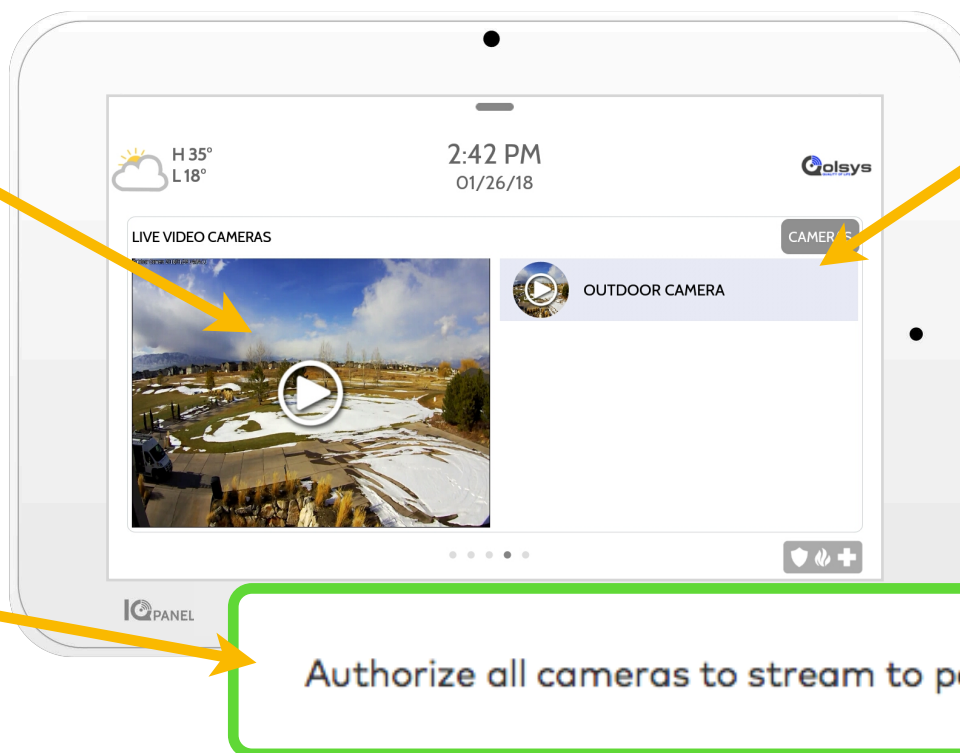 H 35°
L 18°
2:42 PM
01/26/18
Qolsys
LIVE VIDEO CAMERAS
CAMERAS
OUTDOOR CAMERA
IQ PANEL
Authorize all cameras to stream to